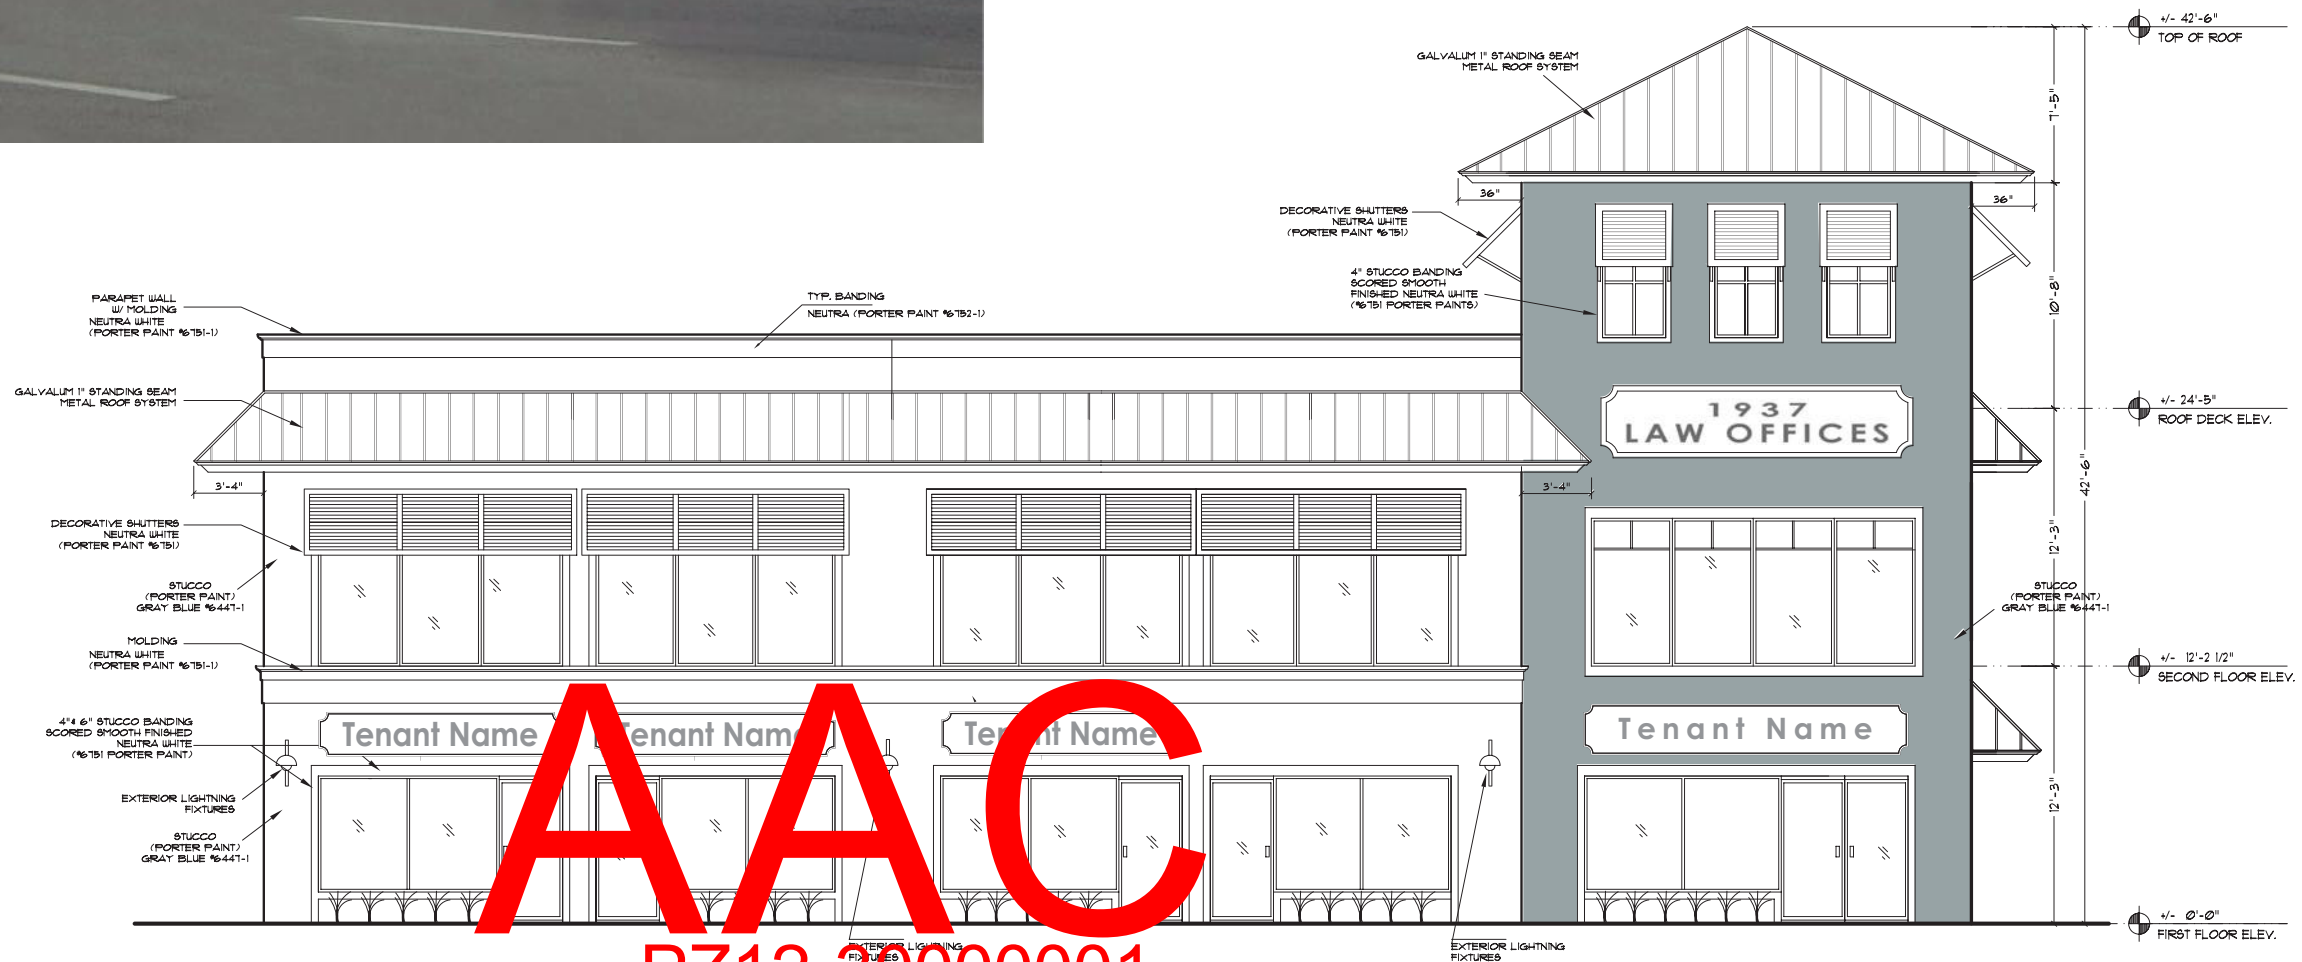 +/- 42'-6"
TOP OF ROOF
GALVALUM 1" STANDING SEAM
METAL ROOF SYSTEM
7'-5"
36"
36"
DECORATIVE SHUTTERS
NEUTRA WHITE
(PORTER PAINT #6751)
4" STUCCO BANDING
SCORED SMOOTH
FINISHED NEUTRA WHITE
(#6751 PORTER PAINTS)
10'-8"
PARAPET WALL
W/ MOLDING
NEUTRA WHITE
(PORTER PAINT #6751-1)
TYP. BANDING
NEUTRA (PORTER PAINT #6752-1)
GALVALUM 1" STANDING SEAM
METAL ROOF SYSTEM
1937
LAW OFFICES
+/- 24'-5"
ROOF DECK ELEV.
42'-6"
3'-4"
3'-4"
DECORATIVE SHUTTERS
NEUTRA WHITE
(PORTER PAINT #6751)
12'-3"
STUCCO
(PORTER PAINT)
GRAY BLUE #6447-1
STUCCO
(PORTER PAINT)
GRAY BLUE #6447-1
MOLDING
NEUTRA WHITE
(PORTER PAINT #6751-1)
+/- 12'-2 1/2"
SECOND FLOOR ELEV.
4"& 6" STUCCO BANDING
SCORED SMOOTH FINISHED
NEUTRA WHITE
(#6751 PORTER PAINT)
Tenant Name
Tenant Name
Tenant Name
Tenant Name
AAC
12'-3"
EXTERIOR LIGHTNING
FIXTURES
STUCCO
(PORTER PAINT)
GRAY BLUE #6447-1
+/- 0'-0"
FIRST FLOOR ELEV.
EXTERIOR LIGHTNING
FIXTURES
EXTERIOR LIGHTNING
FIXTURES